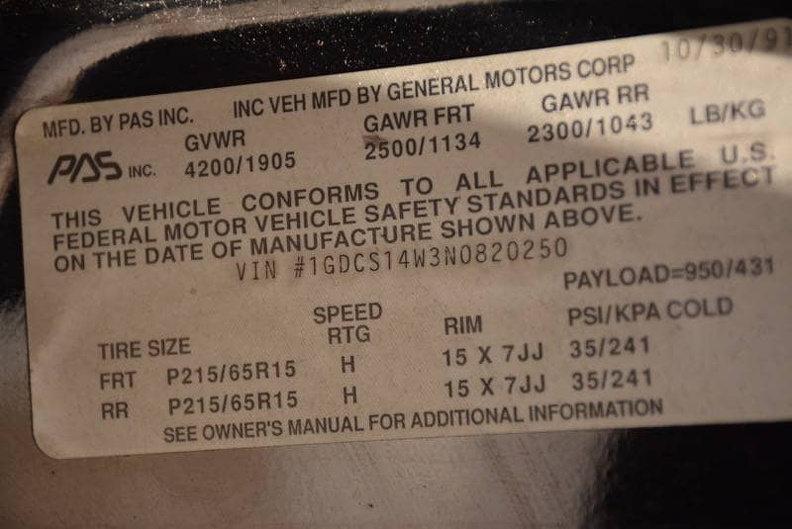 10/30/91
MFD. BY PAS INC. INC VEH MFD BY GENERAL MOTORS CORP
GVWR GAWR FRT GAWR RR
PAS INC. 4200/1905 2500/1134 2300/1043 LB/KG
THIS VEHICLE CONFORMS TO ALL APPLICABLE U.S.
FEDERAL MOTOR VEHICLE SAFETY STANDARDS IN EFFECT
ON THE DATE OF MANUFACTURE SHOWN ABOVE.
VIN #1GDCS14W3N0820250
PAYLOAD=950/431
TIRE SIZE SPEED RTG RIM PSI/KPA COLD
FRT P215/65R15 H 15 X 7JJ 35/241
RR P215/65R15 H 15 X 7JJ 35/241
SEE OWNER'S MANUAL FOR ADDITIONAL INFORMATION